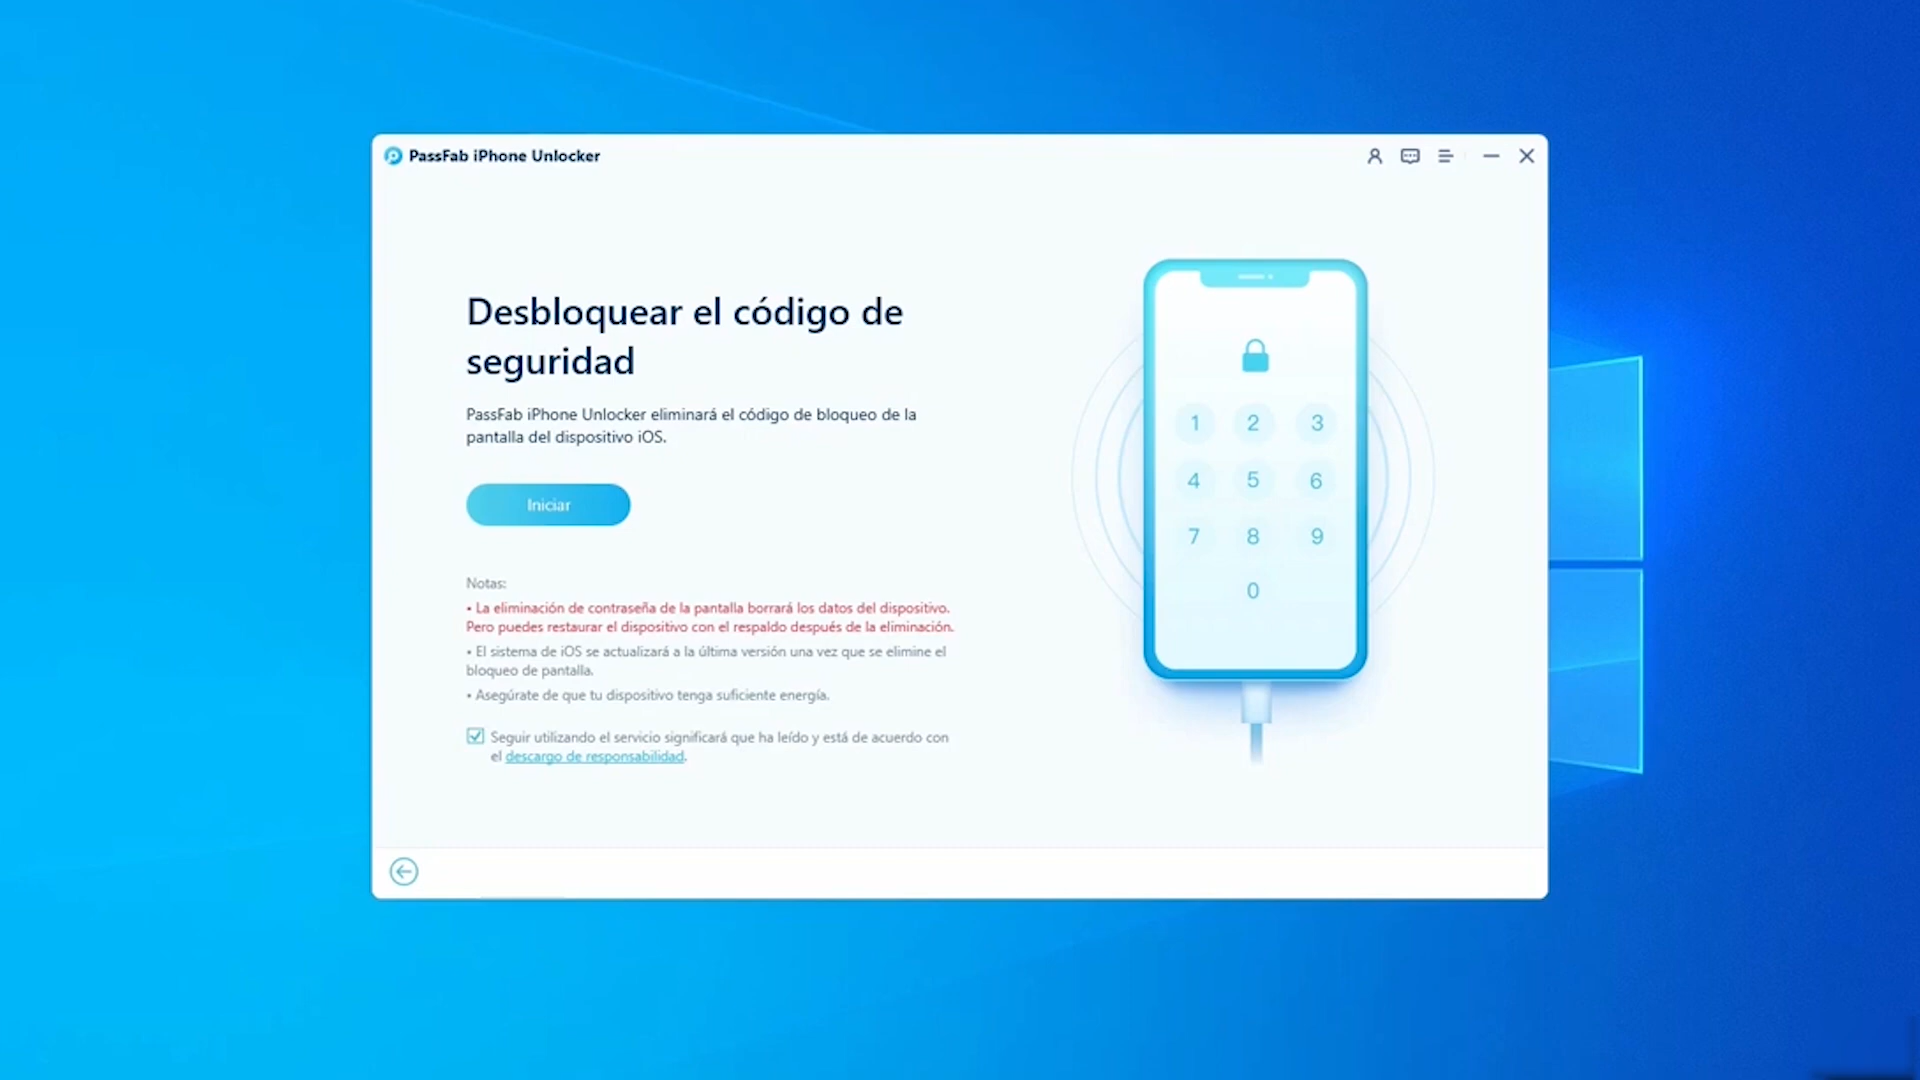 PassFab iPhone Unlocker
Desbloquear el código de
seguridad
PassFab iPhone Unlocker eliminará el código de bloqueo de la
pantalla del dispositivo iOS.
Iniciar
Notas:
• La eliminación de contraseña de la pantalla borrará los datos del dispositivo.
Pero puedes restaurar el dispositivo con el respaldo después de la eliminación.
• El sistema de iOS se actualizará a la última versión una vez que se elimine el
bloqueo de pantalla.
• Asegúrate de que tu dispositivo tenga suficiente energía.
Seguir utilizando el servicio significará que ha leído y está de acuerdo con
el descargo de responsabilidad.
1 2 3
4 5 6
7 8 9
0